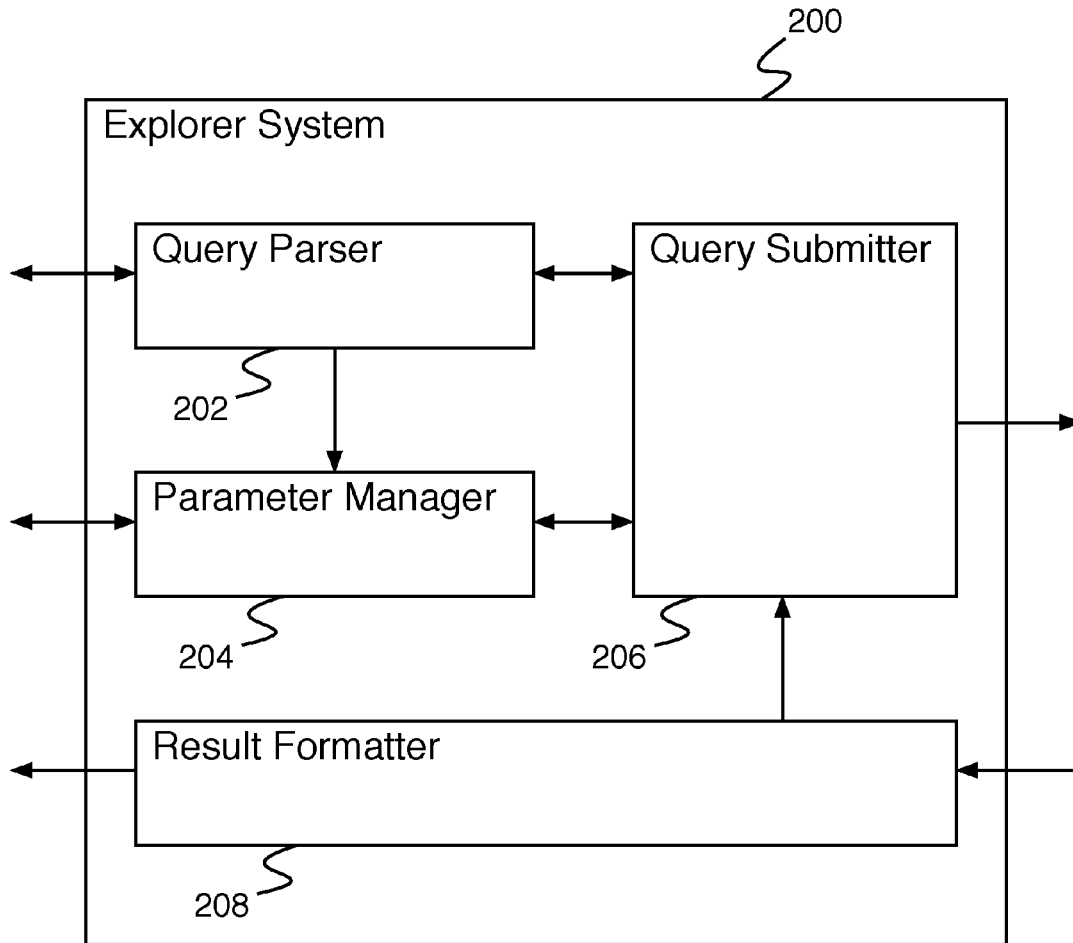 200
Explorer System
Query Parser
Query Submitter
202
Parameter Manager
204
206
Result Formatter
208